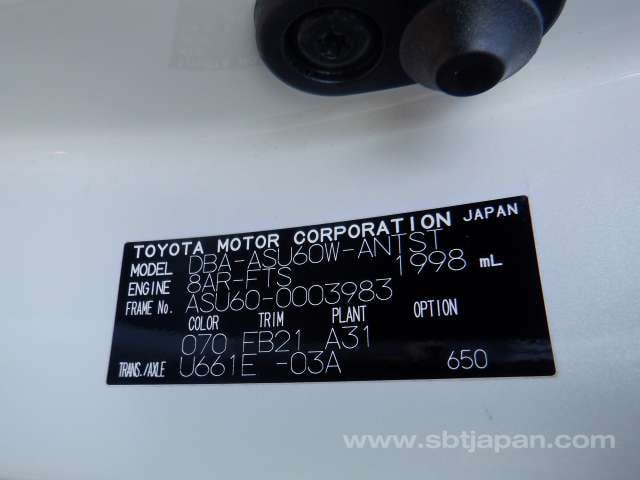 TOYOTA MOTOR CORPORATION JAPAN
MODEL DBA-ASU60W-ANTST
ENGINE 8AR-FTS 1998 mL
FRAME No. ASU60-0003983
COLOR TRIM PLANT OPTION
070 FB21 A31
TRANS./AXLE U661E -03A 650
www.sbtjapan.com